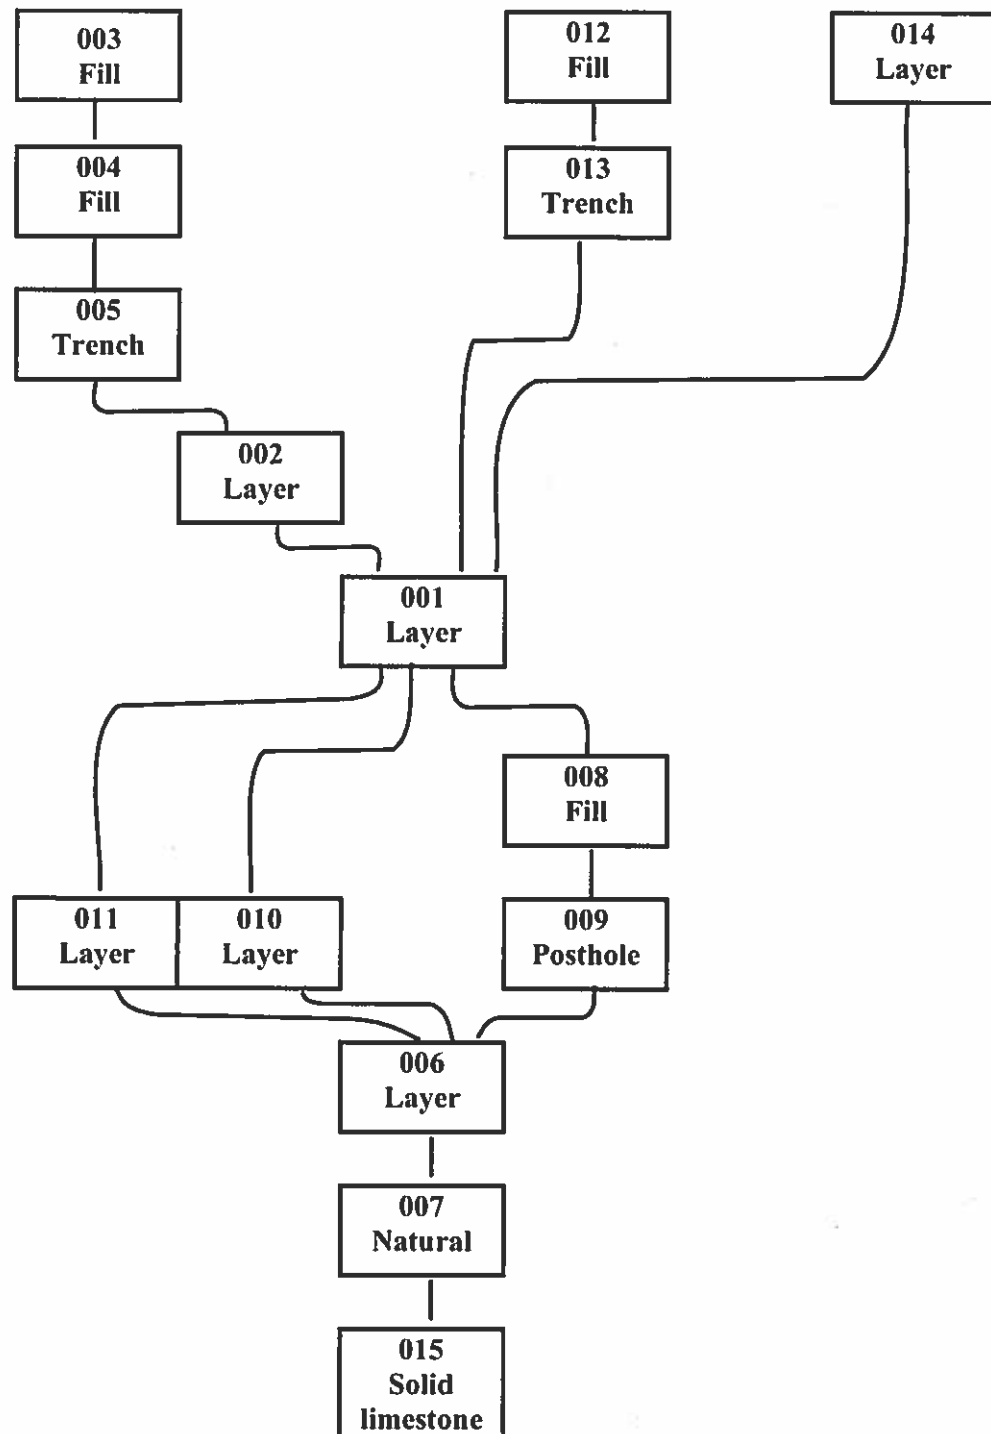 003
Fill
012
Fill
014
Layer
004
Fill
013
Trench
005
Trench
002
Layer
001
Layer
008
Fill
011
Layer
010
Layer
009
Posthole
006
Layer
007
Natural
015
Solid
limestone